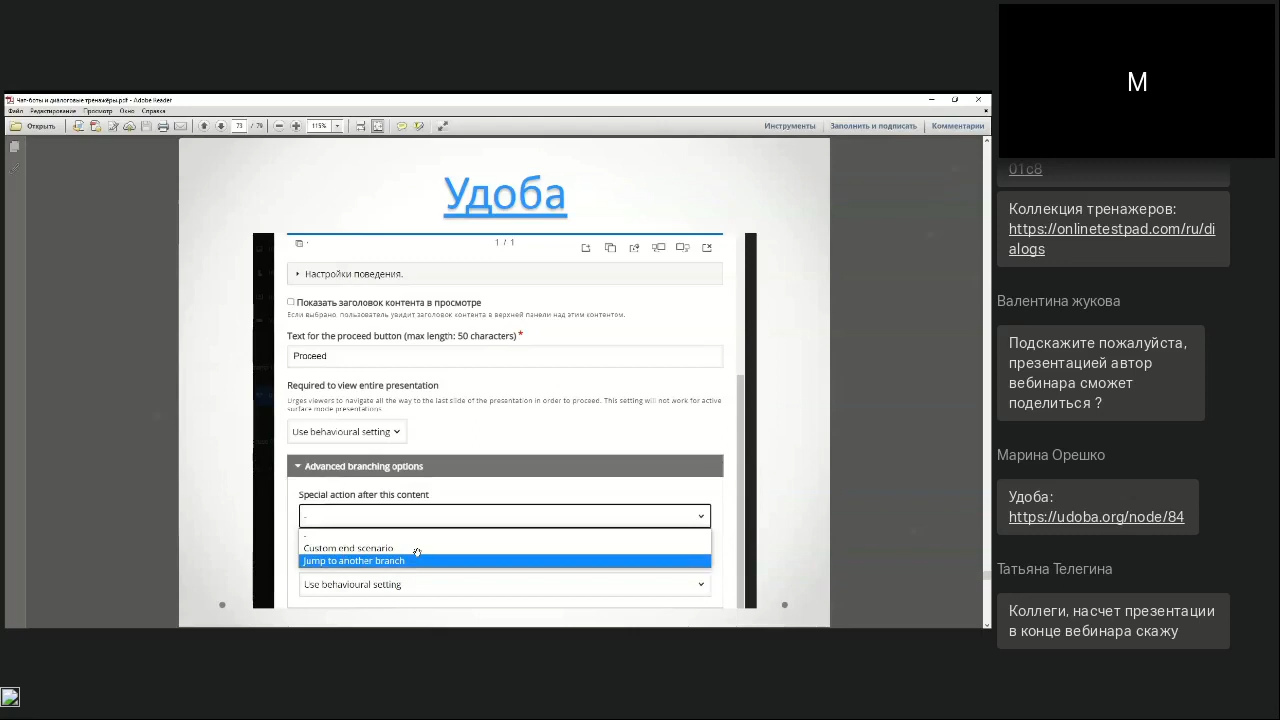 Чат-боты и диалоговые тренажёры.pdf - Adobe Reader
Файл Редактирование Просмотр Окно Справка
Открыть 73 / 79 115% Инструменты Заполнить и подписать Комментарии
Удоба
1 / 1
Настройки поведения.
Показать заголовок контента в просмотре
Если выбрано, пользователь увидит заголовок контента в верхней панели над этим контентом.
Text for the proceed button (max length: 50 characters) *
Proceed
Required to view entire presentation
Urges viewers to navigate all the way to the last slide of the presentation in order to proceed. This setting will not work for active
surface mode presentations
Use behavioural setting
Advanced branching options
Special action after this content
-
-
Custom end scenario
Jump to another branch
Use behavioural setting
M
01c8
Коллекция тренажеров:
https://onlinetestpad.com/ru/di
alogs
Валентина жукова
Подскажите пожалуйста,
презентацией автор
вебинара сможет
поделиться ?
Марина Орешко
Удоба:
https://udoba.org/node/84
Татьяна Телегина
Коллеги, насчет презентации
в конце вебинара скажу